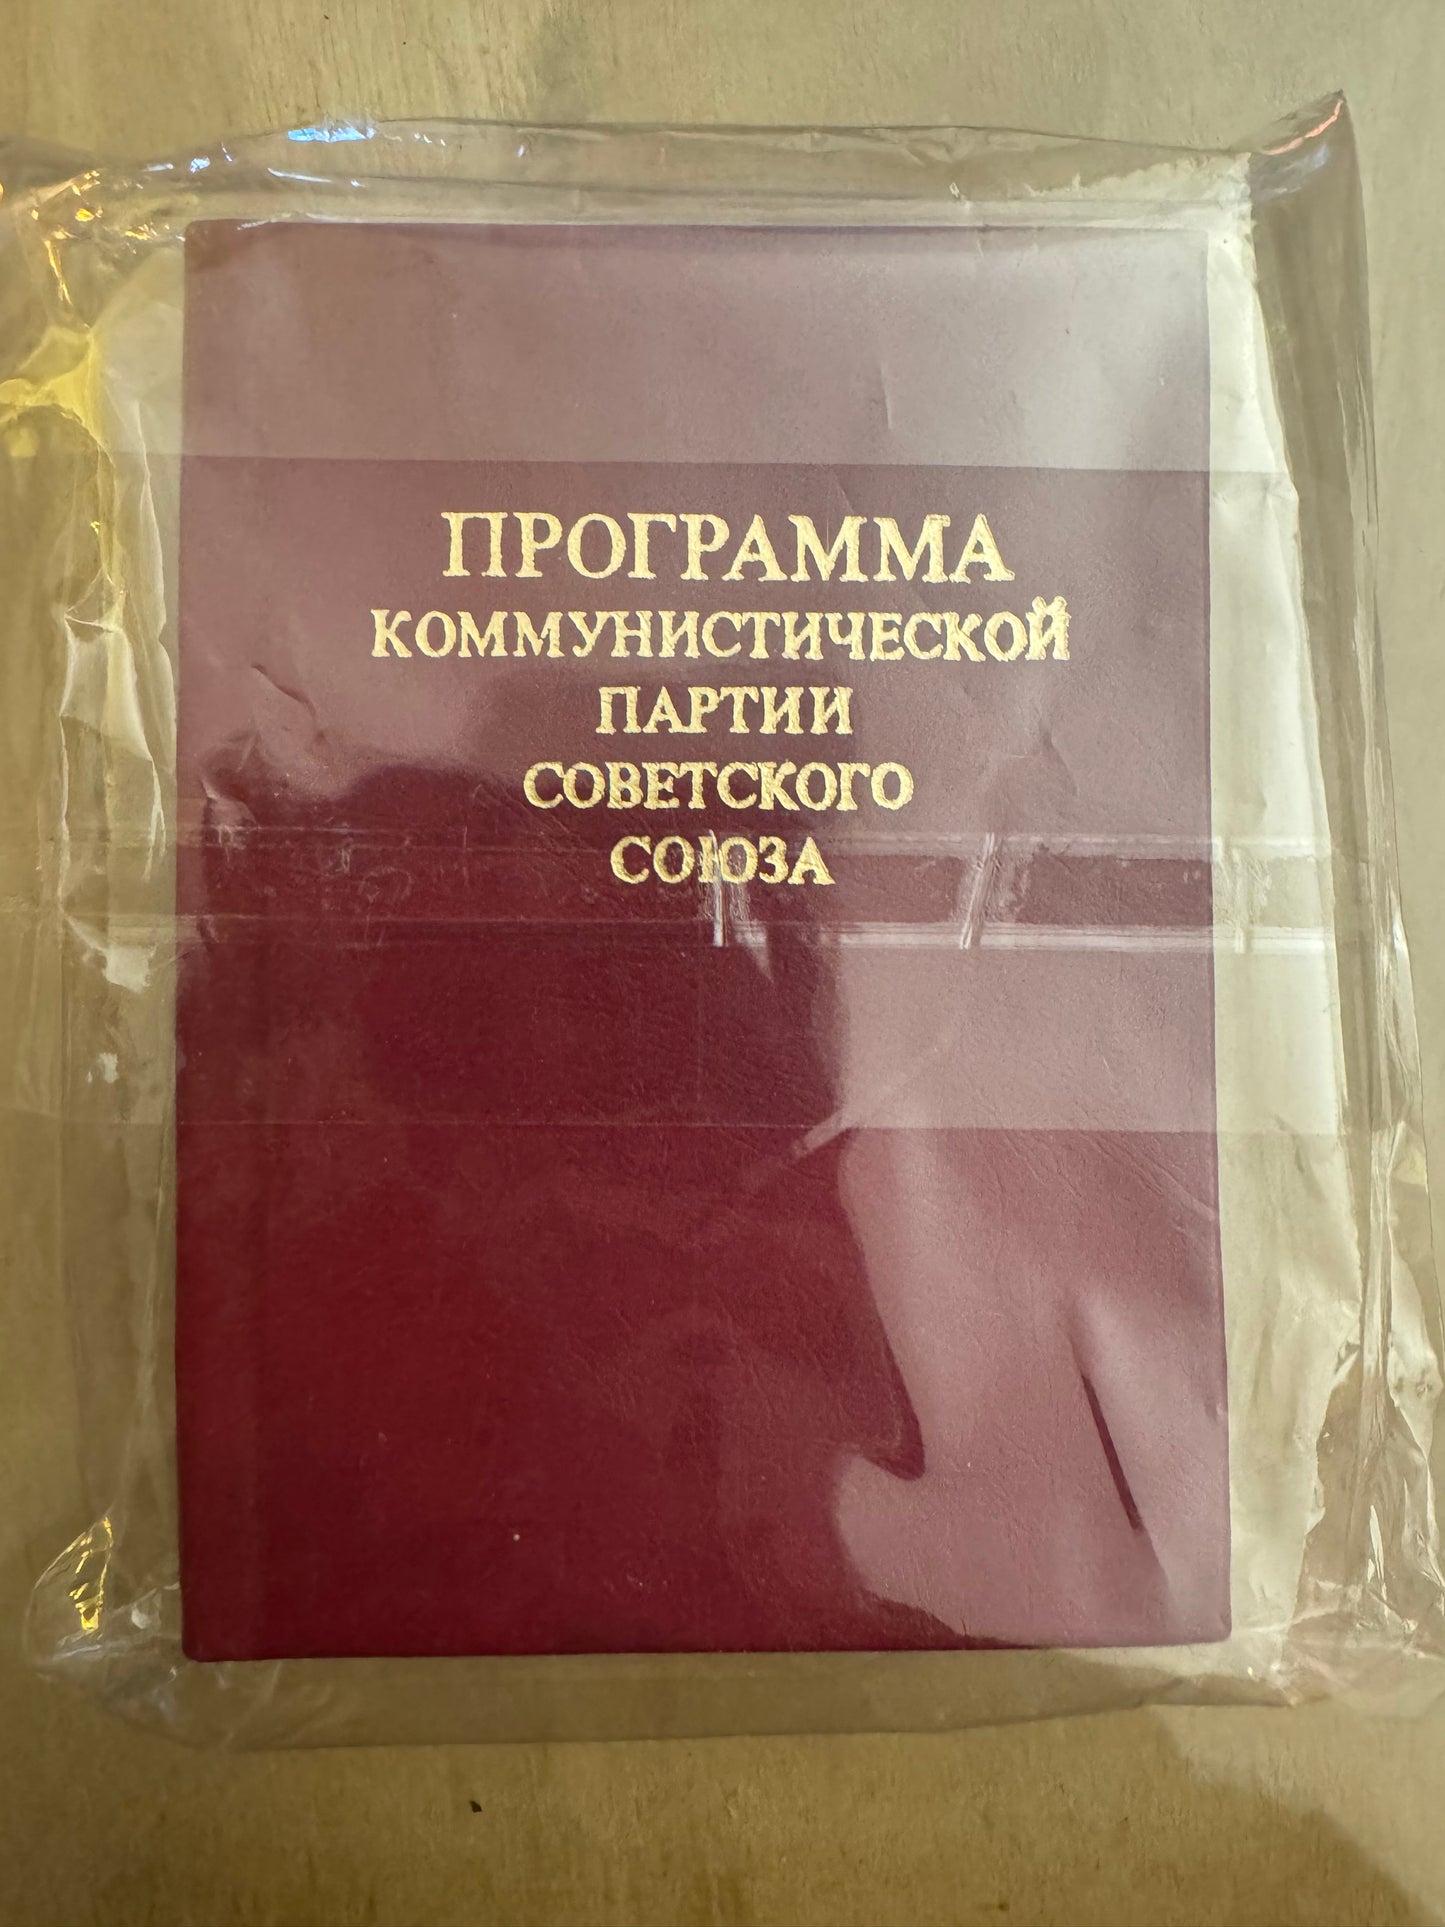 ПРОГРАММА
КОММУНИСТИЧЕСКОЙ
ПАРТИИ
СОВЕТСКОГО
СОЮЗА